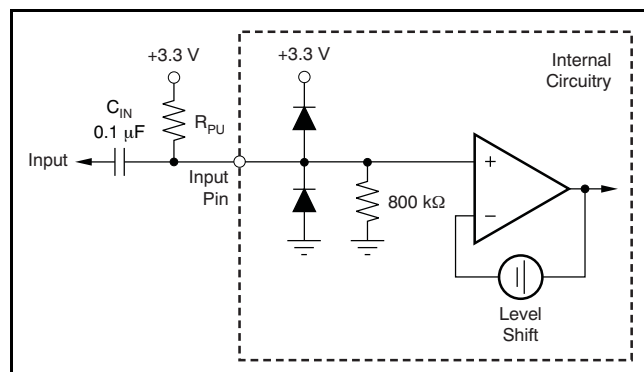 +3.3 V
+3.3 V
Internal
Circuitry
C_IN
0.1 μF
R_PU
Input
Input
Pin
+
−
800 kΩ
Level
Shift